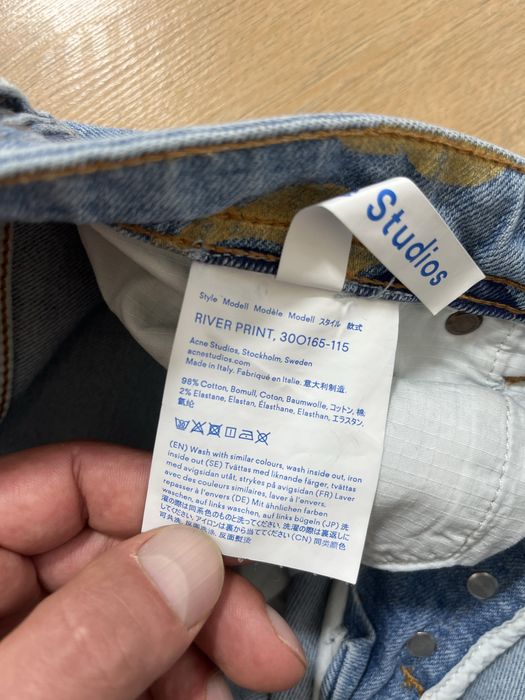 Studios
Style Modell Modèle Modell スタイル 款式
RIVER PRINT, 30O165-115
Acne Studios, Stockholm, Sweden
acnestudios.com
Made in Italy. Fabriqué en Italie. 意大利制造.
98% Cotton, Bomull, Coton, Baumwolle, コットン, 棉,
2% Elastane, Elastan, Élasthane, Elasthan, エラスタン,
氨纶
(EN) Wash with similar colours, wash inside out, iron
inside out (SE) Tvättas med liknande färger, tvättas
med avigsidan utåt, strykes på avigsidan (FR) Laver
avec des couleurs similaires, laver à l'envers,
repasser à l'envers (DE) Mit ähnlichen farben
waschen, auf links waschen, auf links bügeln (JP) 洗
濯の際は同系色のものと洗ってください、洗濯の際は裏返しを
してください、アイロンは裏から当ててください (CN) 同类颜色
可共洗, 反面洗涤, 反面熨烫